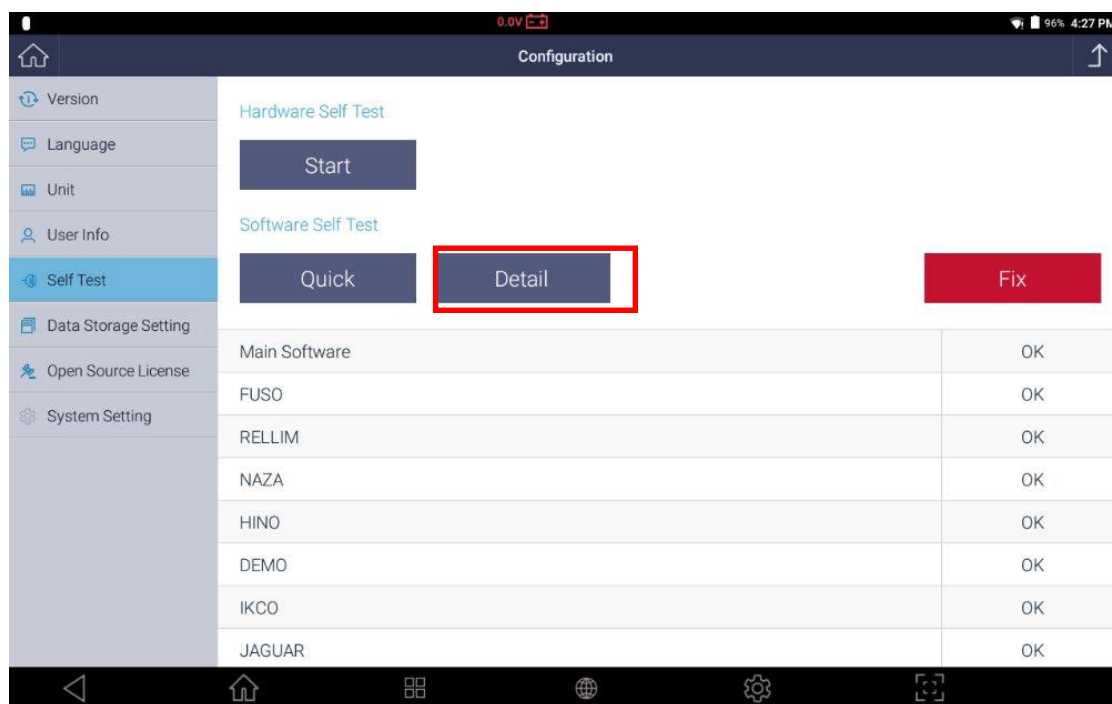 0.0V
96% 4:27 PM
Configuration
Version
Language
Unit
User Info
Self Test
Data Storage Setting
Open Source License
System Setting
Hardware Self Test
Start
Software Self Test
Quick
Detail
Fix
Main Software OK
FUSO OK
RELLIM OK
NAZA OK
HINO OK
DEMO OK
IKCO OK
JAGUAR OK